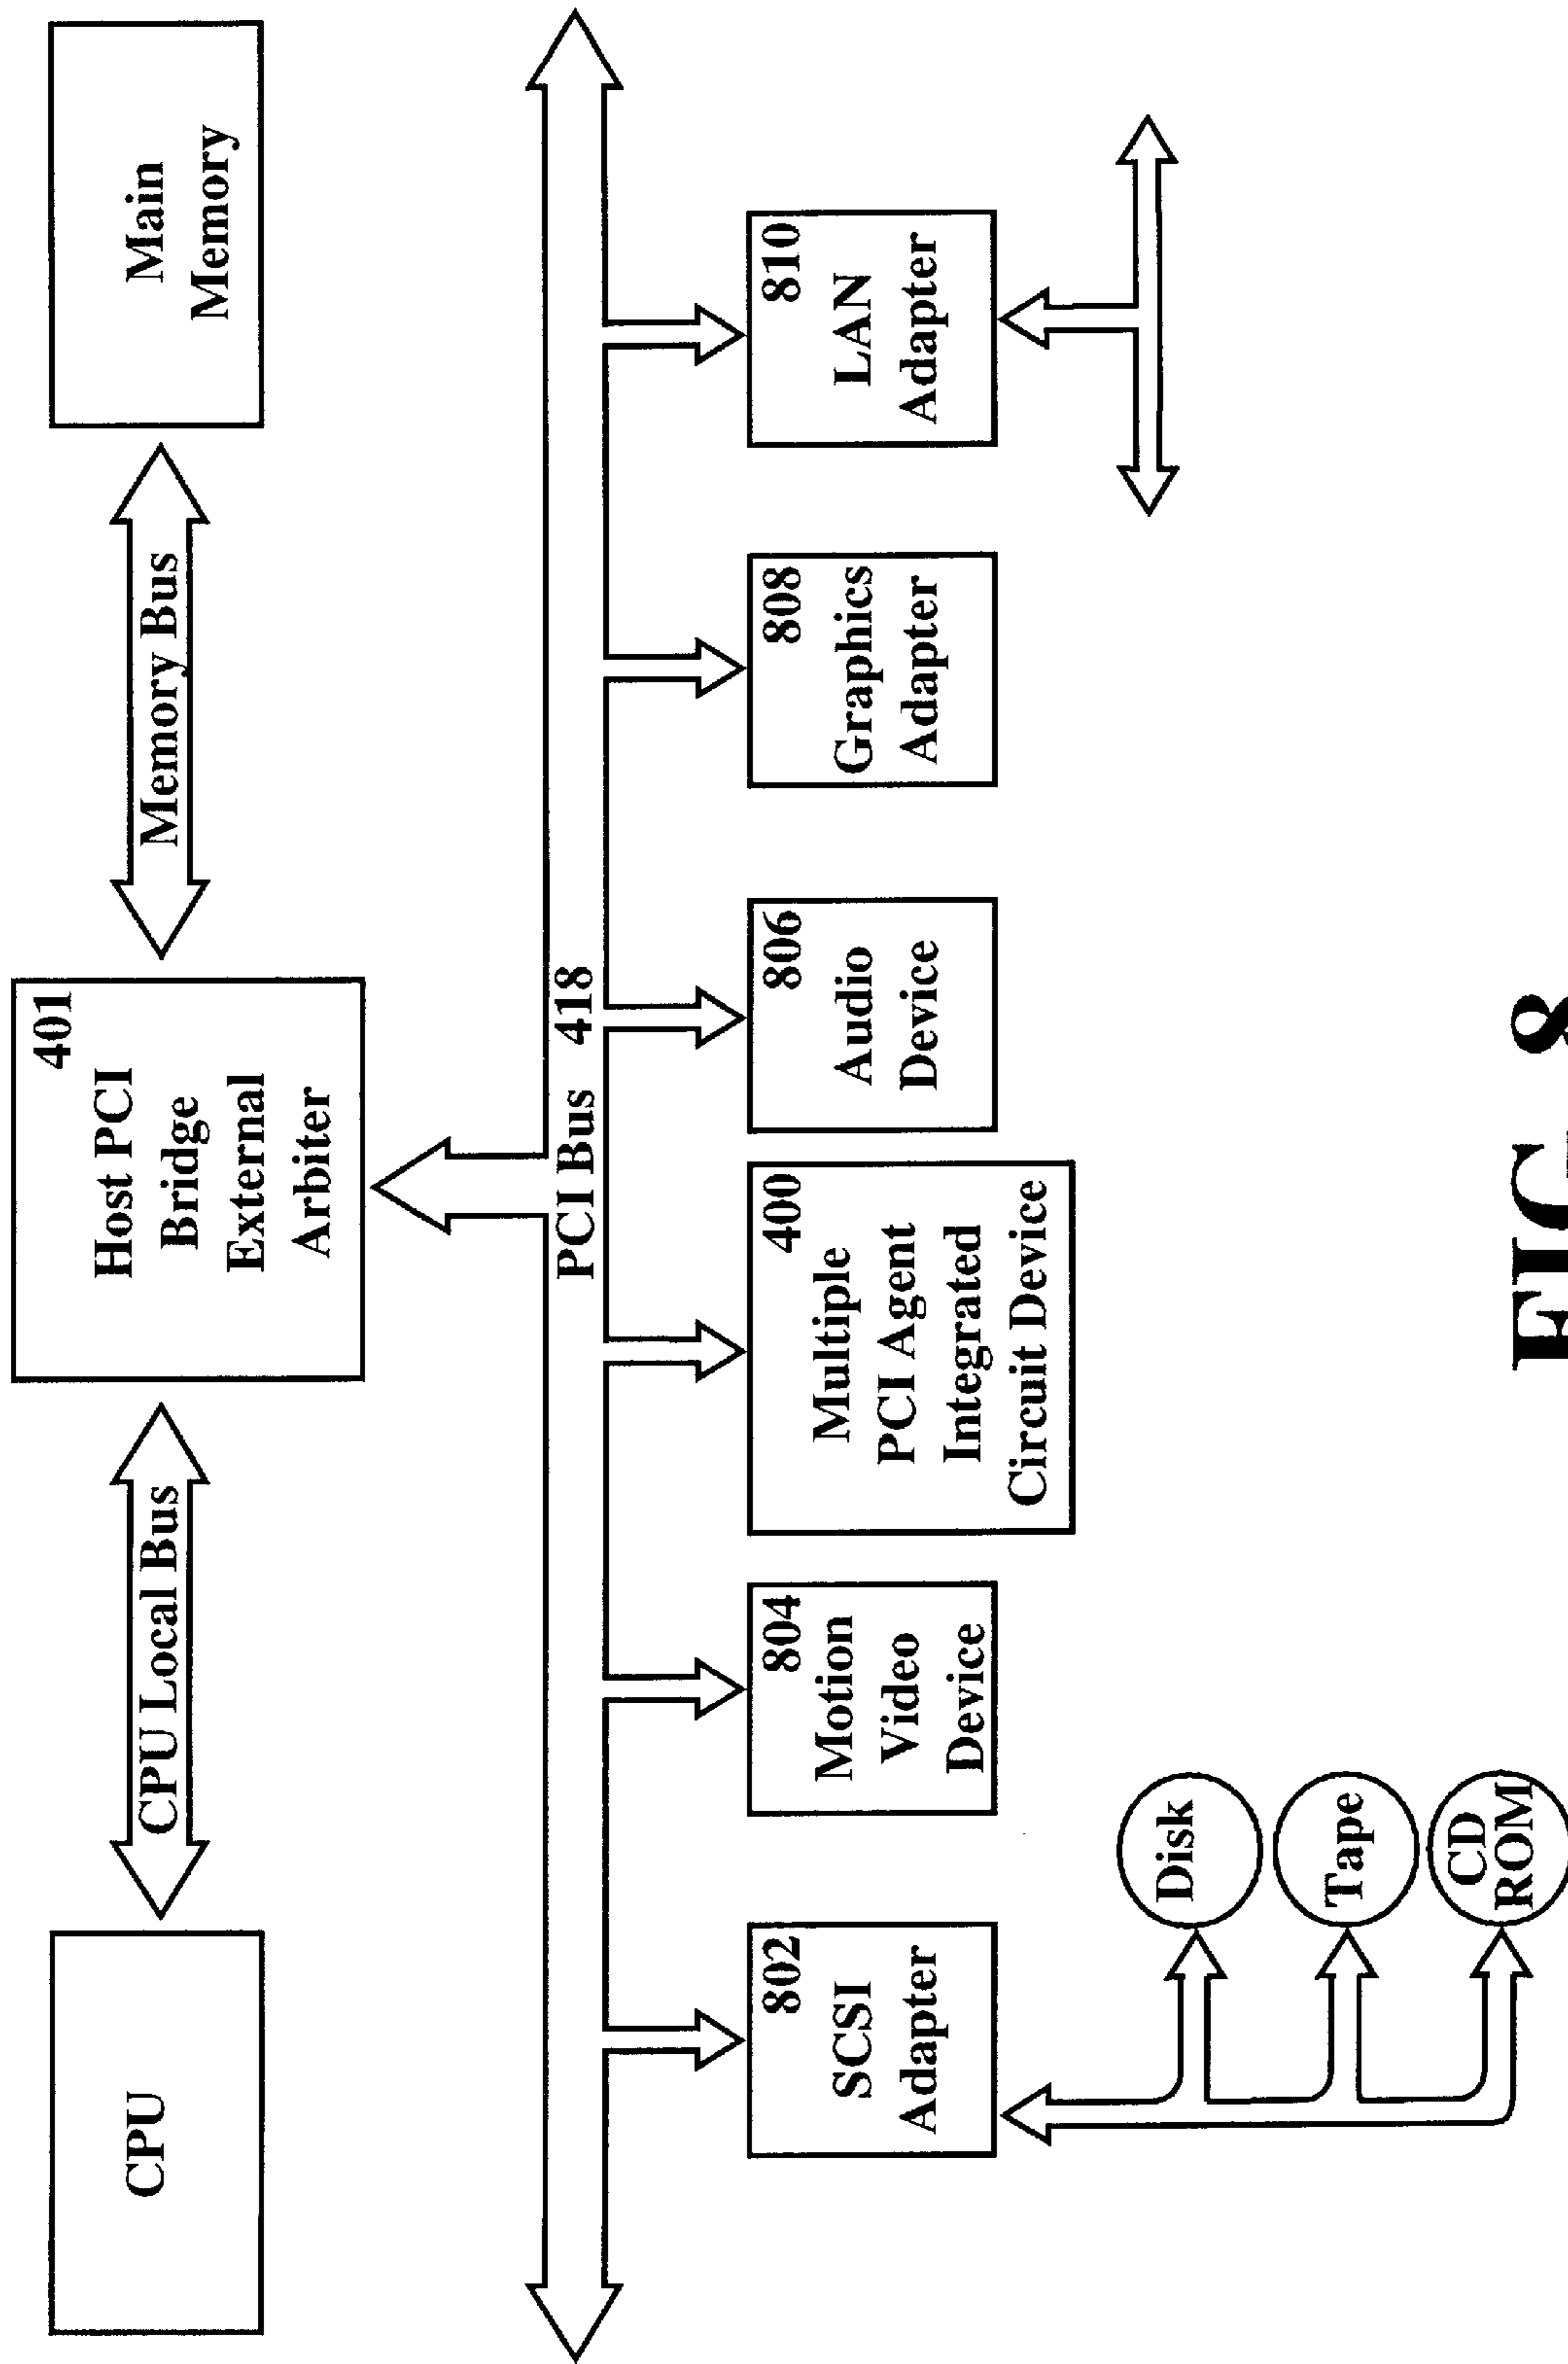 CPU
CPU Local Bus
401
Host PCI
Bridge
External
Arbiter
Memory Bus
Main
Memory
PCI Bus 418
802
SCSI
Adapter
804
Motion
Video
Device
400
Multiple
PCI Agent
Integrated
Circuit Device
806
Audio
Device
808
Graphics
Adapter
810
LAN
Adapter
Disk
Tape
CD
ROM
FIG. 8